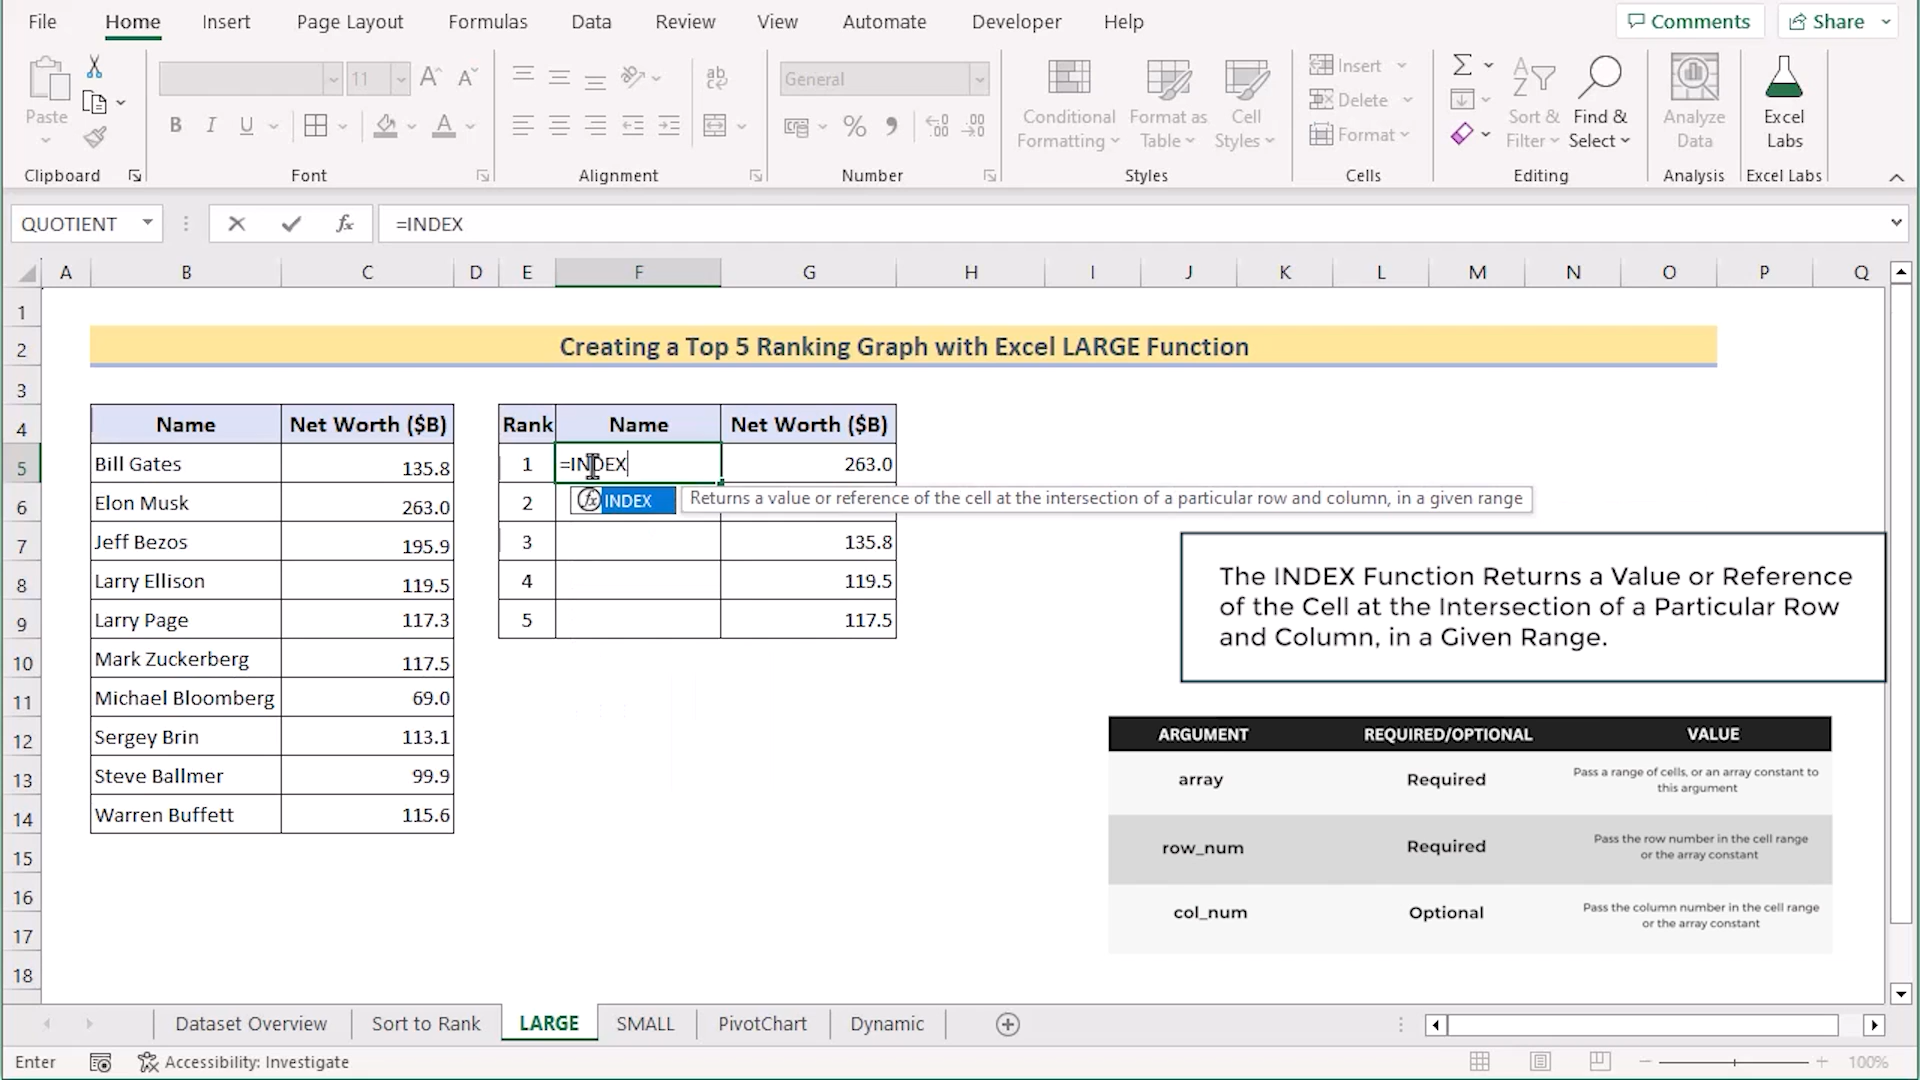 File Home Insert Page Layout Formulas Data Review View Automate Developer Help Comments Share
Paste
11
General
Conditional Formatting
Format as Table
Cell Styles
Insert
Delete
Format
Sort & Filter
Find & Select
Analyze Data
Excel Labs
Clipboard Font Alignment Number Styles Cells Editing Analysis Excel Labs
QUOTIENT fx =INDEX
A B C D E F G H I J K L M N O P Q
1
2 Creating a Top 5 Ranking Graph with Excel LARGE Function
3
4 Name Net Worth ($B) Rank Name Net Worth ($B)
5 Bill Gates 135.8 1 =INDEX 263.0
6 Elon Musk 263.0 2 INDEX Returns a value or reference of the cell at the intersection of a particular row and column, in a given range
7 Jeff Bezos 195.9 3 135.8
8 Larry Ellison 119.5 4 119.5
9 Larry Page 117.3 5 117.5
10 Mark Zuckerberg 117.5
11 Michael Bloomberg 69.0
12 Sergey Brin 113.1
13 Steve Ballmer 99.9
14 Warren Buffett 115.6
15
16
17
18
The INDEX Function Returns a Value or Reference
of the Cell at the Intersection of a Particular Row
and Column, in a Given Range.
ARGUMENT REQUIRED/OPTIONAL VALUE
array Required Pass a range of cells, or an array constant to
this argument
row_num Required Pass the row number in the cell range
or the array constant
col_num Optional Pass the column number in the cell range
or the array constant
Dataset Overview Sort to Rank LARGE SMALL PivotChart Dynamic
Enter Accessibility: Investigate 100%